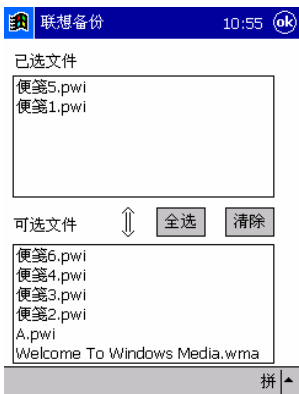 联想备份 10:55 ok
已选文件
便笺5.pwi
便笺1.pwi
可选文件 全选 清除
便笺6.pwi
便笺4.pwi
便笺3.pwi
便笺2.pwi
A.pwi
Welcome To Windows Media.wma
拼